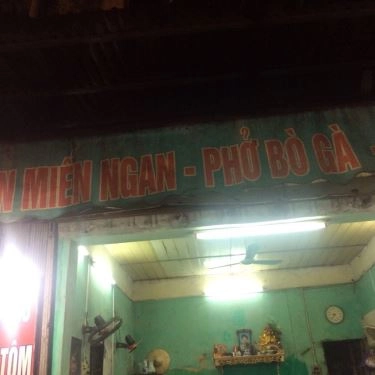 MIẾN NGAN - PHỞ BÒ GÀ
TÔM